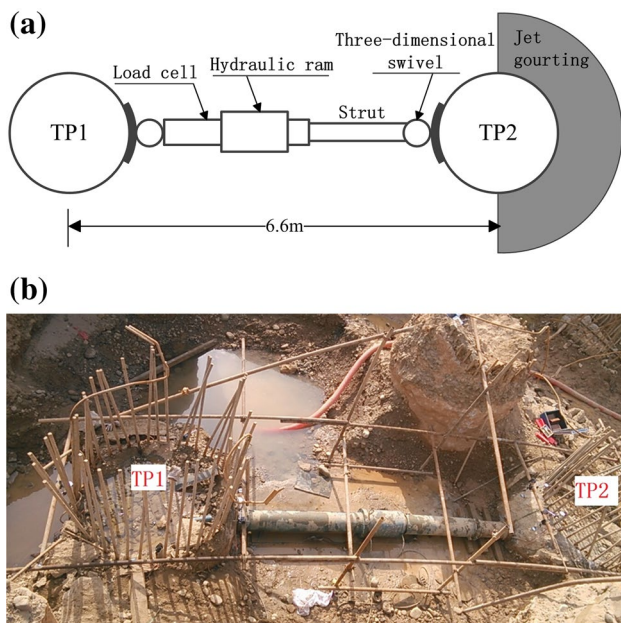 (a)
Three-dimensional
swivel
Jet
gourting
Hydraulic ram
Load cell
Strut
TP1
TP2
6.6m
(b)
TP1
TP2